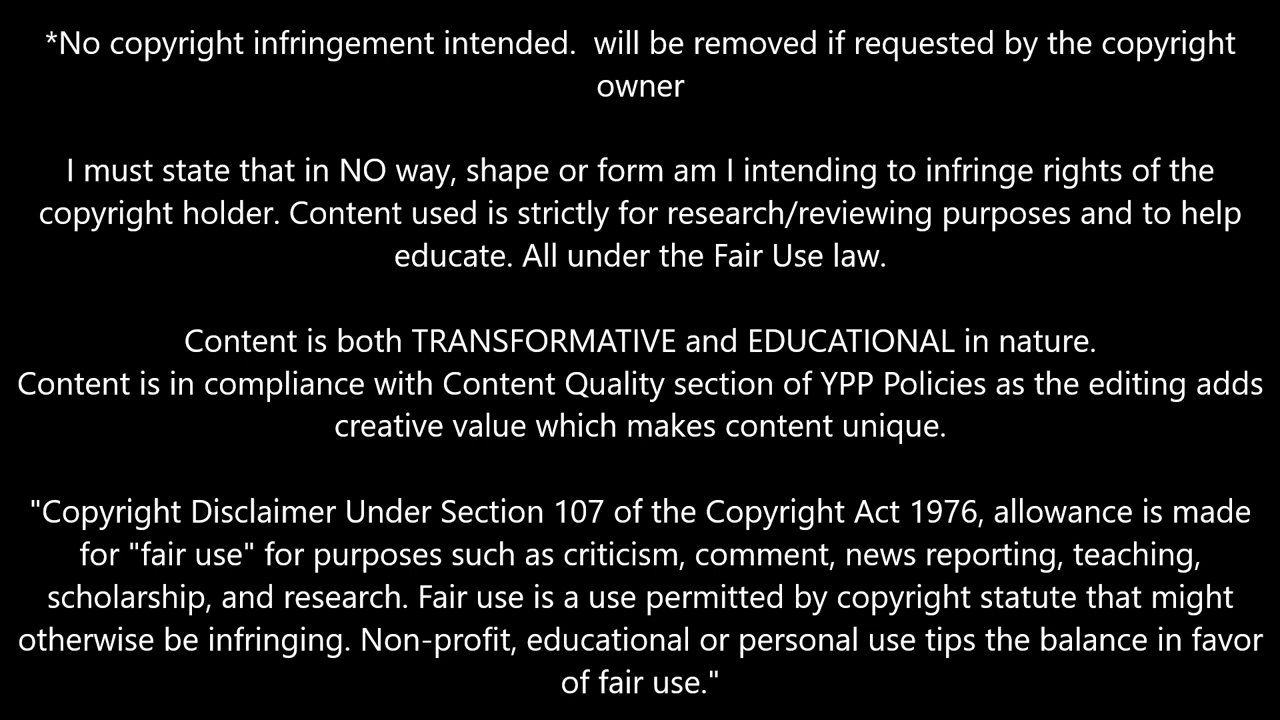 *No copyright infringement intended.  will be removed if requested by the copyright
owner
I must state that in NO way, shape or form am I intending to infringe rights of the
copyright holder. Content used is strictly for research/reviewing purposes and to help
educate. All under the Fair Use law.
Content is both TRANSFORMATIVE and EDUCATIONAL in nature.
Content is in compliance with Content Quality section of YPP Policies as the editing adds
creative value which makes content unique.
"Copyright Disclaimer Under Section 107 of the Copyright Act 1976, allowance is made
for "fair use" for purposes such as criticism, comment, news reporting, teaching,
scholarship, and research. Fair use is a use permitted by copyright statute that might
otherwise be infringing. Non-profit, educational or personal use tips the balance in favor
of fair use."